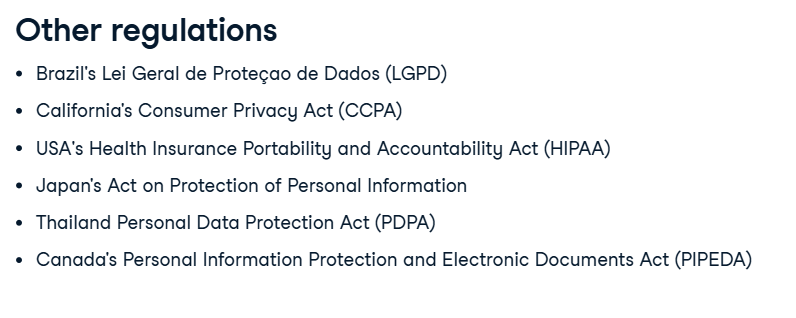 Other regulations
• Brazil's Lei Geral de Proteçao de Dados (LGPD)
• California's Consumer Privacy Act (CCPA)
• USA's Health Insurance Portability and Accountability Act (HIPAA)
• Japan's Act on Protection of Personal Information
• Thailand Personal Data Protection Act (PDPA)
• Canada's Personal Information Protection and Electronic Documents Act (PIPEDA)